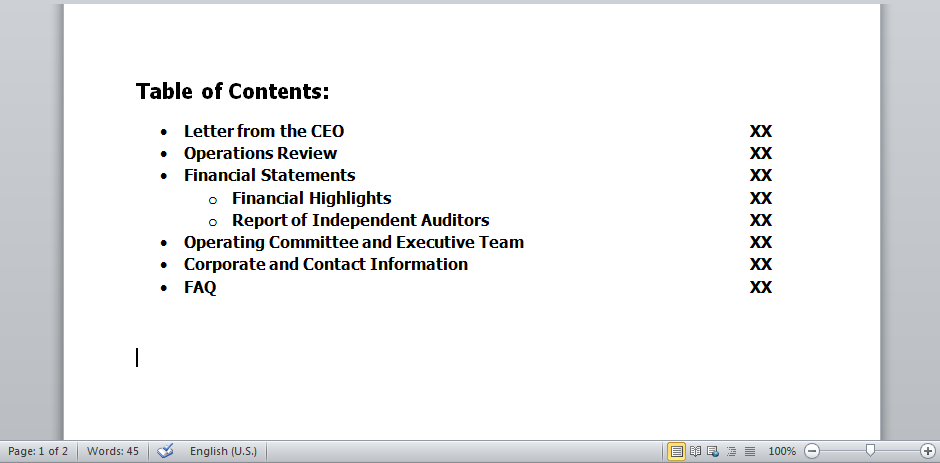 Table of Contents:
• Letter from the CEO XX
• Operations Review XX
• Financial Statements XX
o Financial Highlights XX
o Report of Independent Auditors XX
• Operating Committee and Executive Team XX
• Corporate and Contact Information XX
• FAQ XX
Page: 1 of 2 Words: 45 English (U.S.) 100%